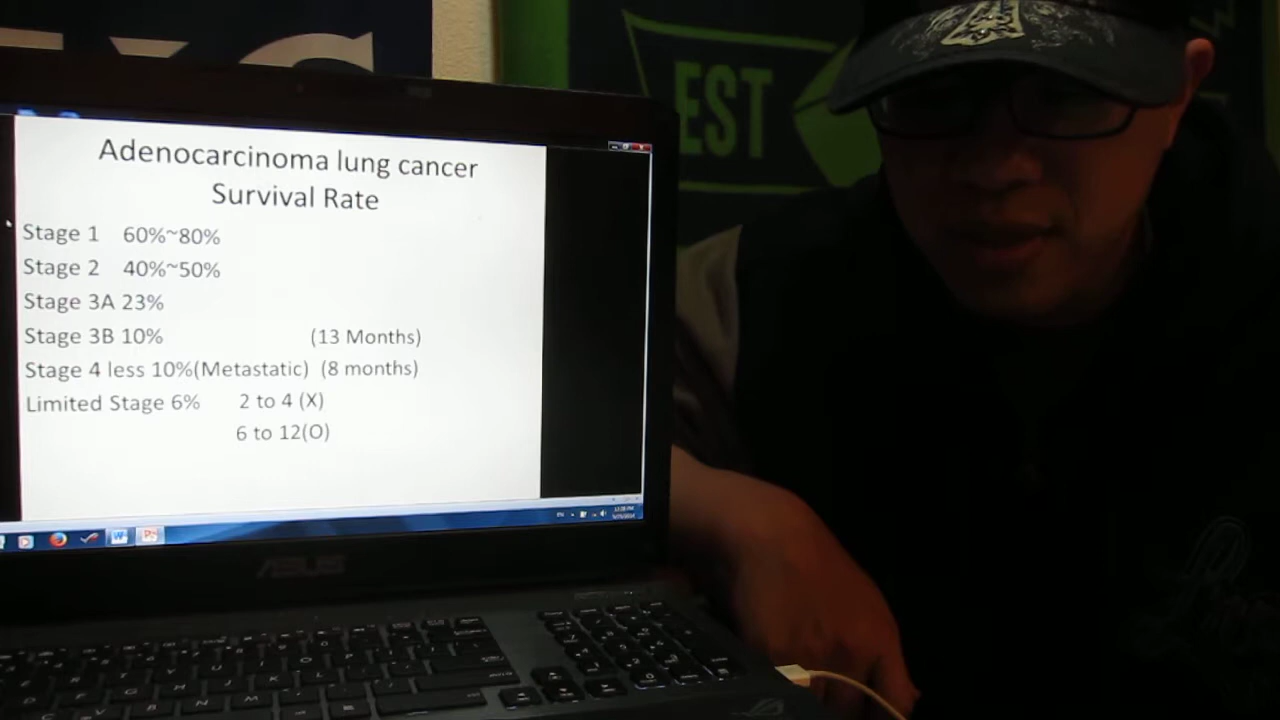 EST
Adenocarcinoma lung cancer
Survival Rate
Stage 1 60%~80%
Stage 2 40%~50%
Stage 3A 23%
Stage 3B 10% (13 Months)
Stage 4 less 10%(Metastatic) (8 months)
Limited Stage 6% 2 to 4 (X)
6 to 12(O)
ASUS